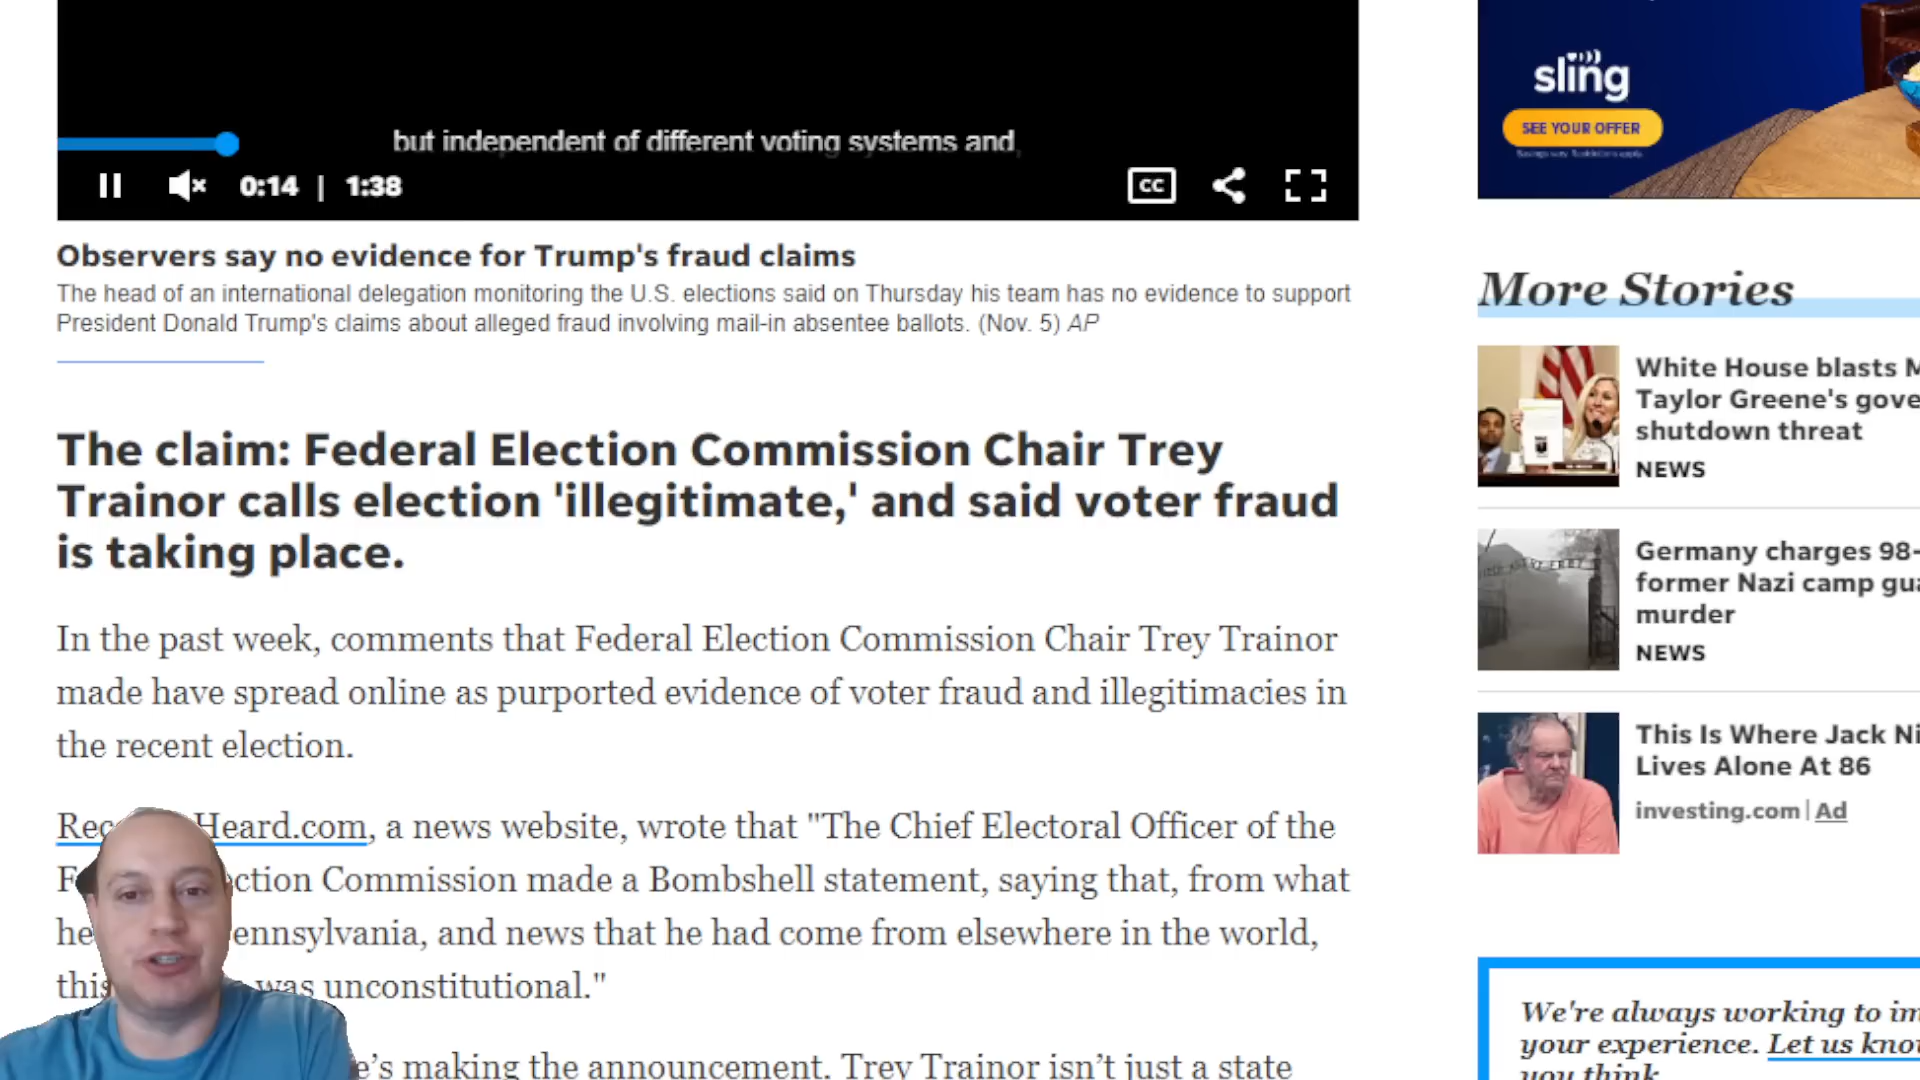 but independent of different voting systems and,
0:14 | 1:38
CC
Observers say no evidence for Trump's fraud claims
The head of an international delegation monitoring the U.S. elections said on Thursday his team has no evidence to support
President Donald Trump's claims about alleged fraud involving mail-in absentee ballots. (Nov. 5) AP
The claim: Federal Election Commission Chair Trey
Trainor calls election 'illegitimate,' and said voter fraud
is taking place.
In the past week, comments that Federal Election Commission Chair Trey Trainor
made have spread online as purported evidence of voter fraud and illegitimacies in
the recent election.
Heard.com, a news website, wrote that "The Chief Electoral Officer of the
Commission made a Bombshell statement, saying that, from what
he ennsylvania, and news that he had come from elsewhere in the world,
was unconstitutional."
e's making the announcement. Trey Trainor isn't just a state
sling
SEE YOUR OFFER
More Stories
White House blasts M
Taylor Greene's gove
shutdown threat
NEWS
Germany charges 98-
former Nazi camp gua
murder
NEWS
This Is Where Jack Ni
Lives Alone At 86
investing.com | Ad
We're always working to im
your experience. Let us know
you think.